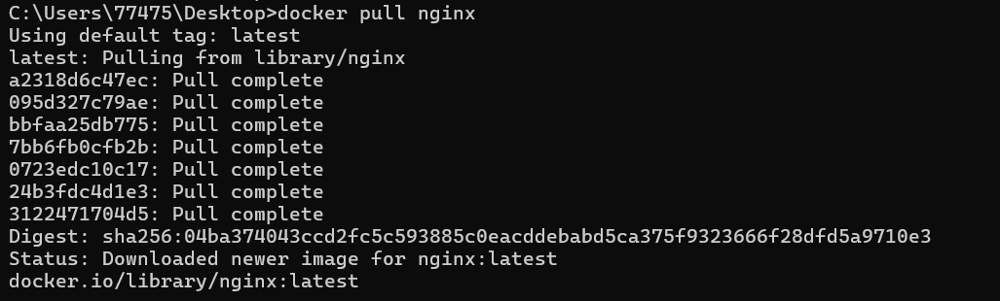 C:\Users\77475\Desktop>docker pull nginx
Using default tag: latest
latest: Pulling from library/nginx
a2318d6c47ec: Pull complete
095d327c79ae: Pull complete
bbfaa25db775: Pull complete
7bb6fb0cfb2b: Pull complete
0723edc10c17: Pull complete
24b3fdc4d1e3: Pull complete
3122471704d5: Pull complete
Digest: sha256:04ba374043ccd2fc5c593885c0eacddebabd5ca375f9323666f28dfd5a9710e3
Status: Downloaded newer image for nginx:latest
docker.io/library/nginx:latest